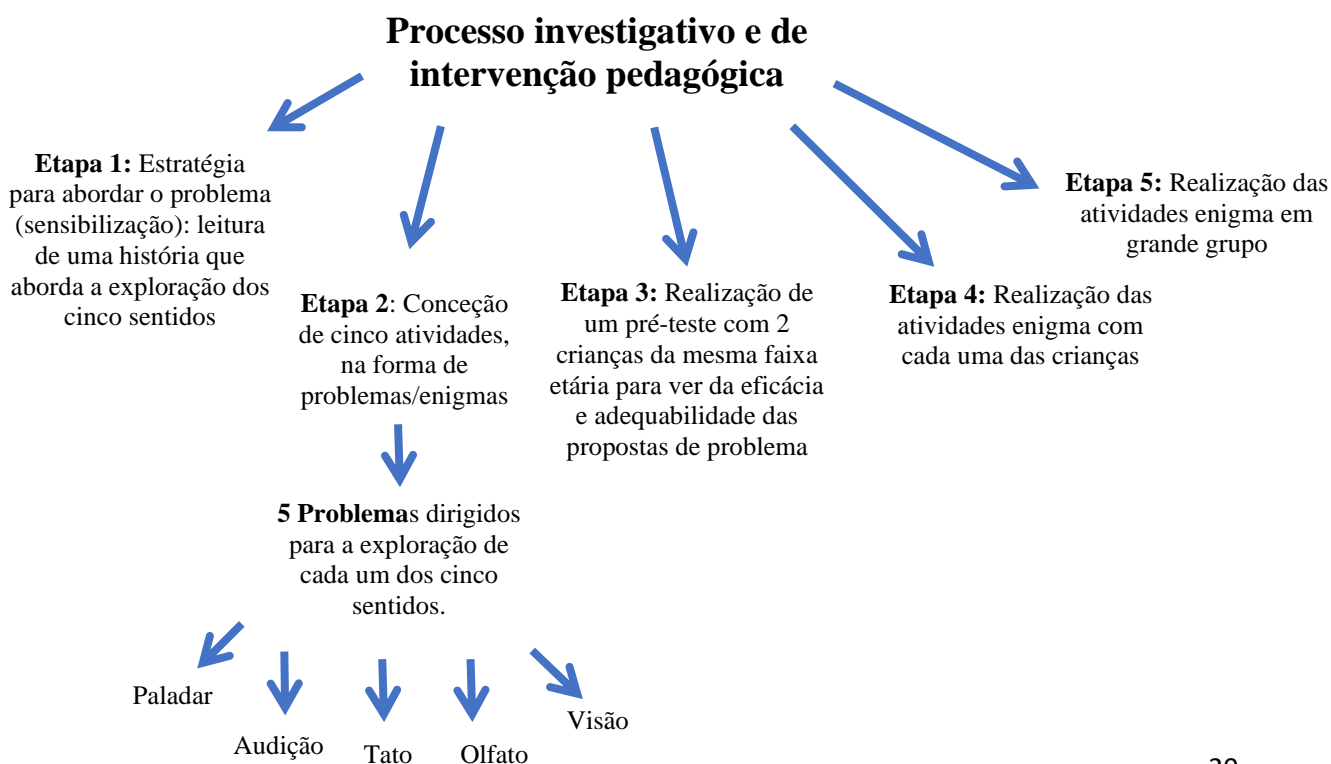 Processo investigativo e de
intervenção pedagógica
Etapa 1: Estratégia
para abordar o problema
(sensibilização): leitura
de uma história que
aborda a exploração dos
cinco sentidos
Etapa 2: Conceção
de cinco atividades,
na forma de
problemas/enigmas
Etapa 3: Realização de
um pré-teste com 2
crianças da mesma faixa
etária para ver da eficácia
e adequabilidade das
propostas de problema
Etapa 4: Realização das
atividades enigma com
cada uma das crianças
Etapa 5: Realização das
atividades enigma em
grande grupo
5 Problemas dirigidos
para a exploração de
cada um dos cinco
sentidos.
Paladar
Audição
Tato
Olfato
Visão